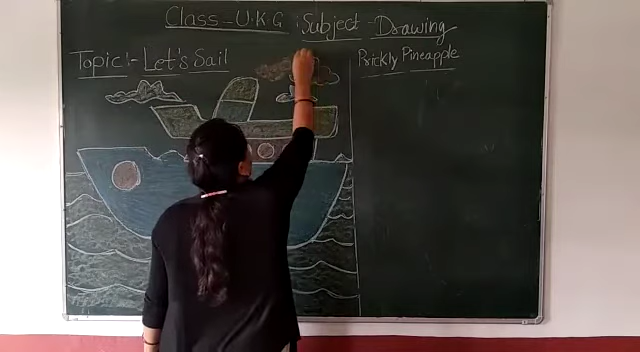 Class - U.K.G Subject - Drawing
Topic:- Let's Sail
Prickly Pineapple